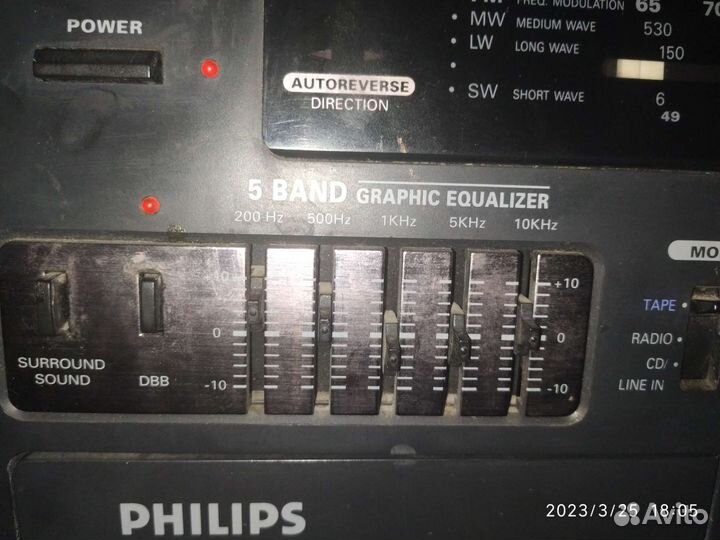 POWER
FREQ. MODULATION 65 70
MW MEDIUM WAVE 530
LW LONG WAVE 150
SW SHORT WAVE 6
49
AUTOREVERSE
DIRECTION
5 BAND GRAPHIC EQUALIZER
200 Hz 500Hz 1KHz 5KHz 10KHz
+10
0 0
-10 -10
SURROUND
SOUND
DBB
TAPE
RADIO
CD/
LINE IN
PHILIPS
2023/3/25 18:05
Avito